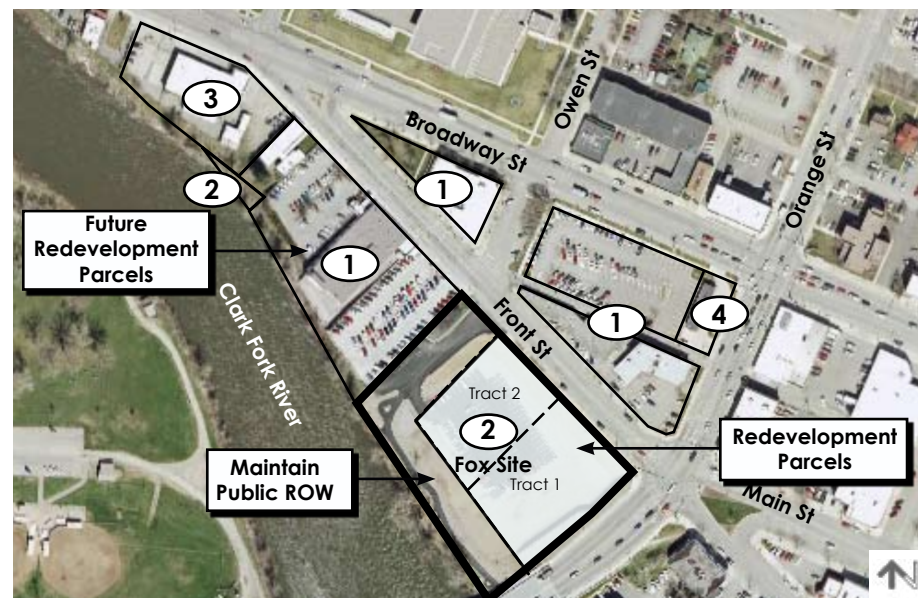 3
Broadway St
Owen St
Orange St
2
1
Future
Redevelopment
Parcels
1
Clark Fork River
Front St
1
4
Tract 2
2
Fox Site
Tract 1
Redevelopment
Parcels
Maintain
Public ROW
Main St
N